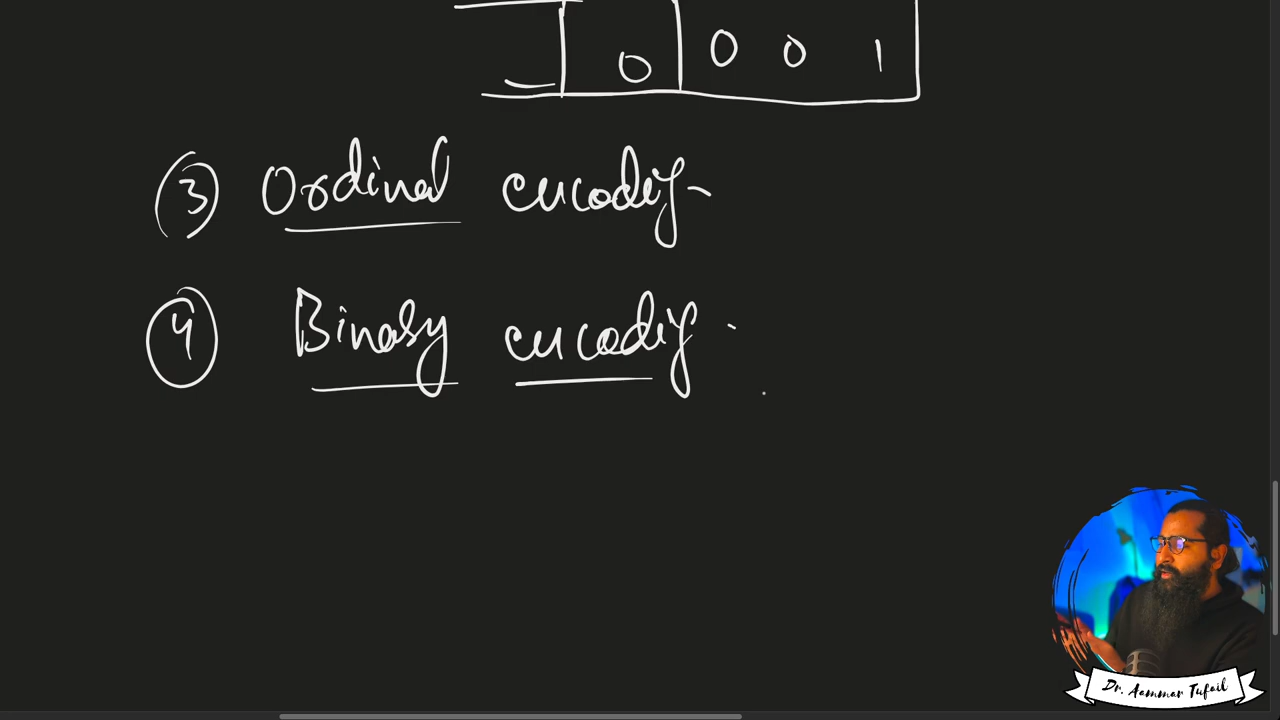 0 0 0 1
3 Ordinal encoding
4 Binary encoding
Dr. Aammar Tufail